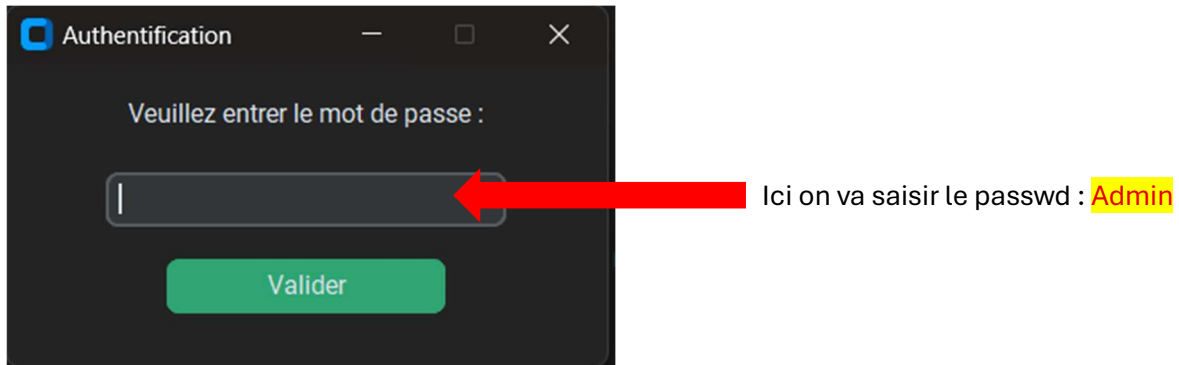 Authentification
Veuillez entrer le mot de passe :
Ici on va saisir le passwd : Admin
Valider